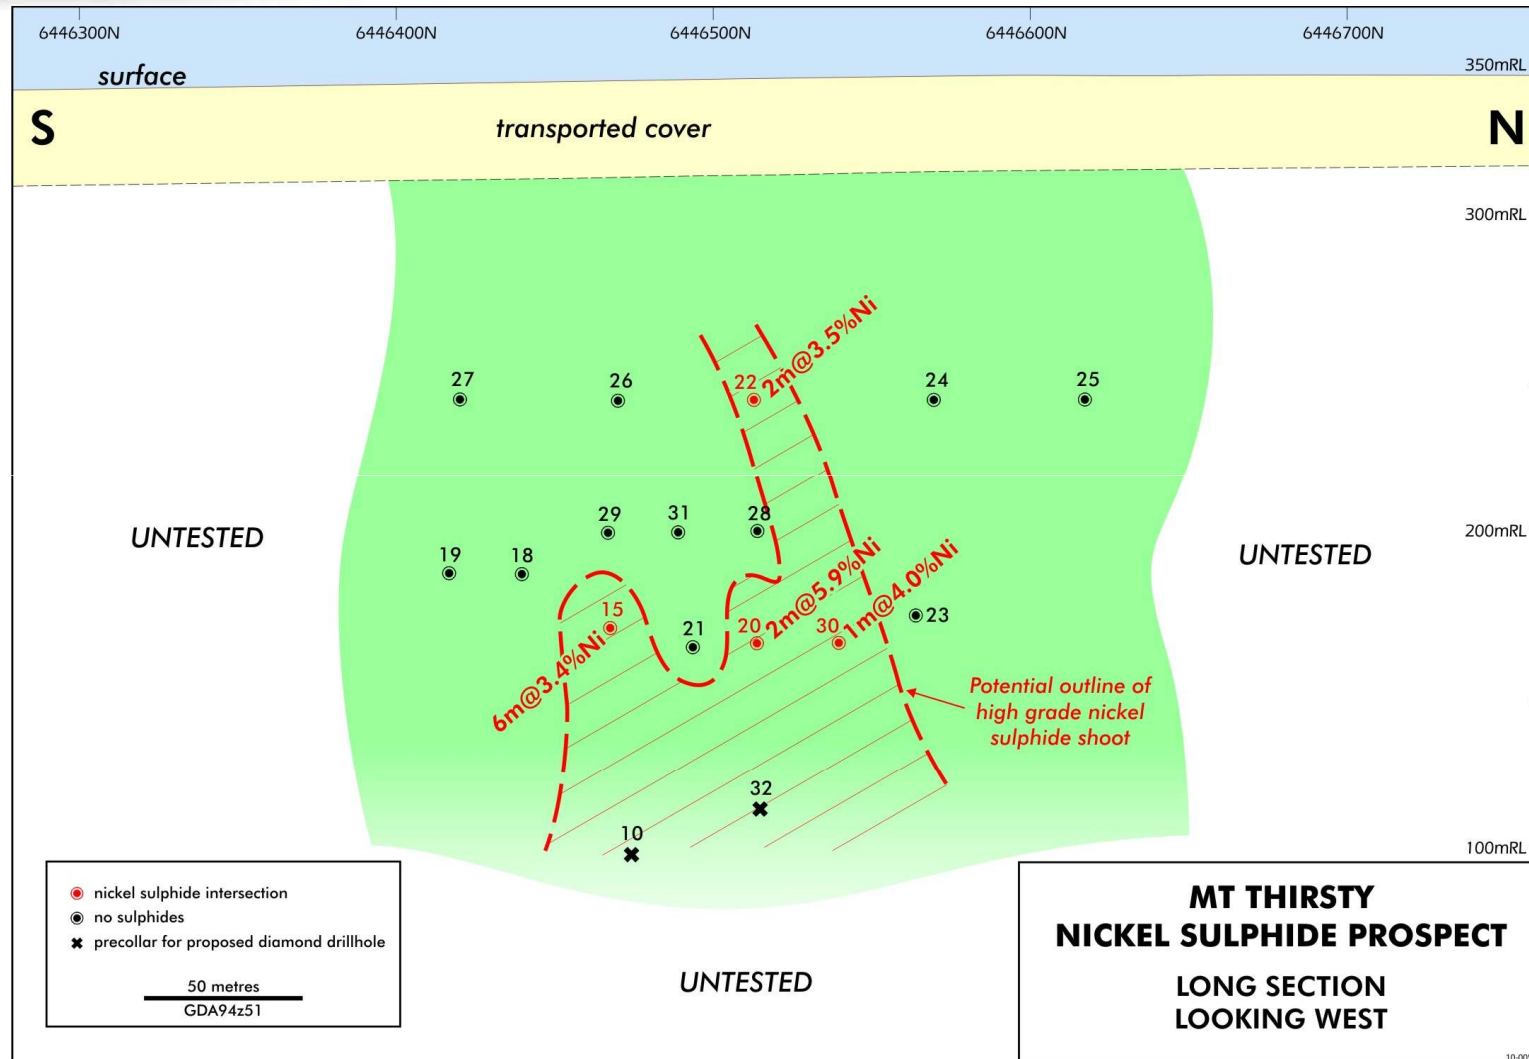 6446300N
6446400N
6446500N
6446600N
6446700N
350mRL
surface
S
transported cover
N
300mRL
2m@3.5%Ni
27
26
22
24
25
29
31
28
200mRL
UNTESTED
UNTESTED
19
18
2m@5.9%Ni
1m@4.0%Ni
15
21
20
30
23
6m@3.4%Ni
Potential outline of
high grade nickel
sulphide shoot
32
10
100mRL
nickel sulphide intersection
no sulphides
precollar for proposed diamond drillhole
50 metres
GDA94z51
UNTESTED
MT THIRSTY
NICKEL SULPHIDE PROSPECT
LONG SECTION
LOOKING WEST